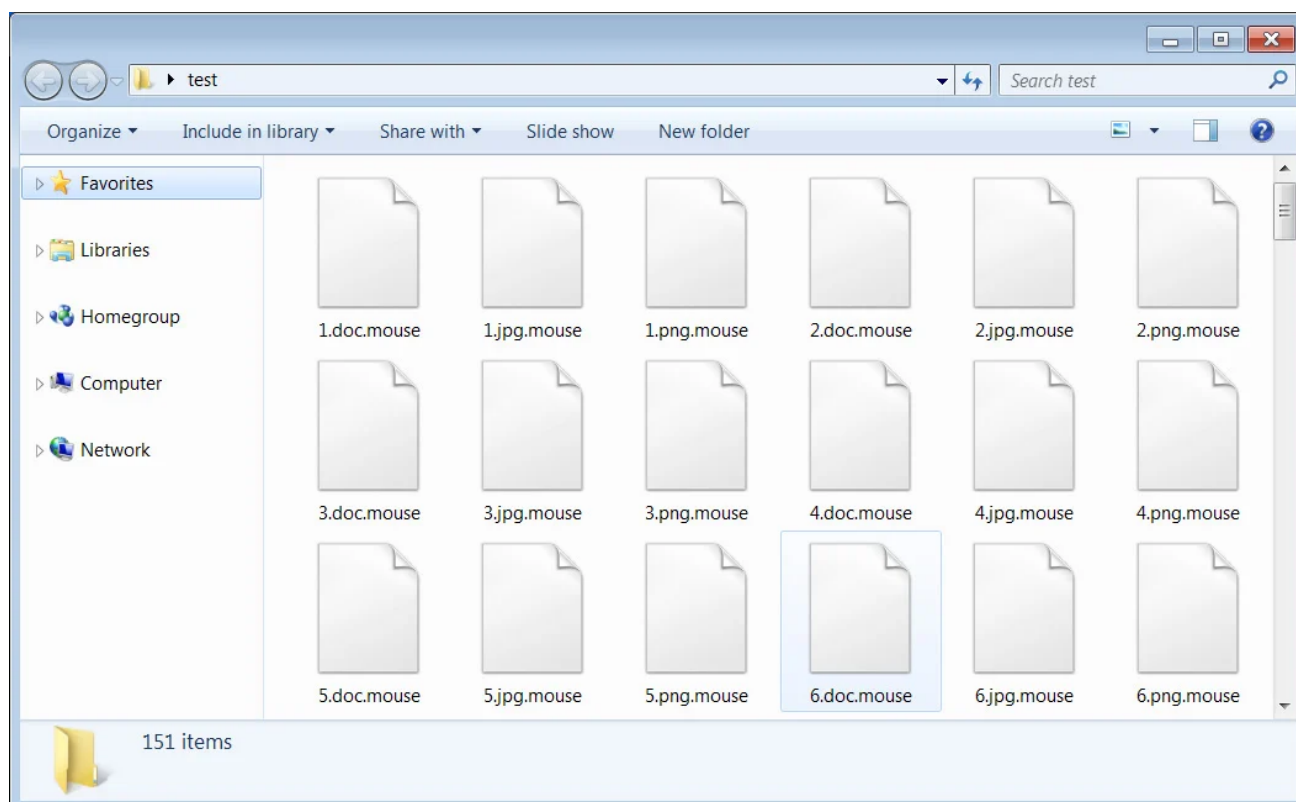 test
Search test
Organize Include in library Share with Slide show New folder
Favorites
Libraries
Homegroup
Computer
Network
1.doc.mouse 1.jpg.mouse 1.png.mouse 2.doc.mouse 2.jpg.mouse 2.png.mouse
3.doc.mouse 3.jpg.mouse 3.png.mouse 4.doc.mouse 4.jpg.mouse 4.png.mouse
5.doc.mouse 5.jpg.mouse 5.png.mouse 6.doc.mouse 6.jpg.mouse 6.png.mouse
151 items